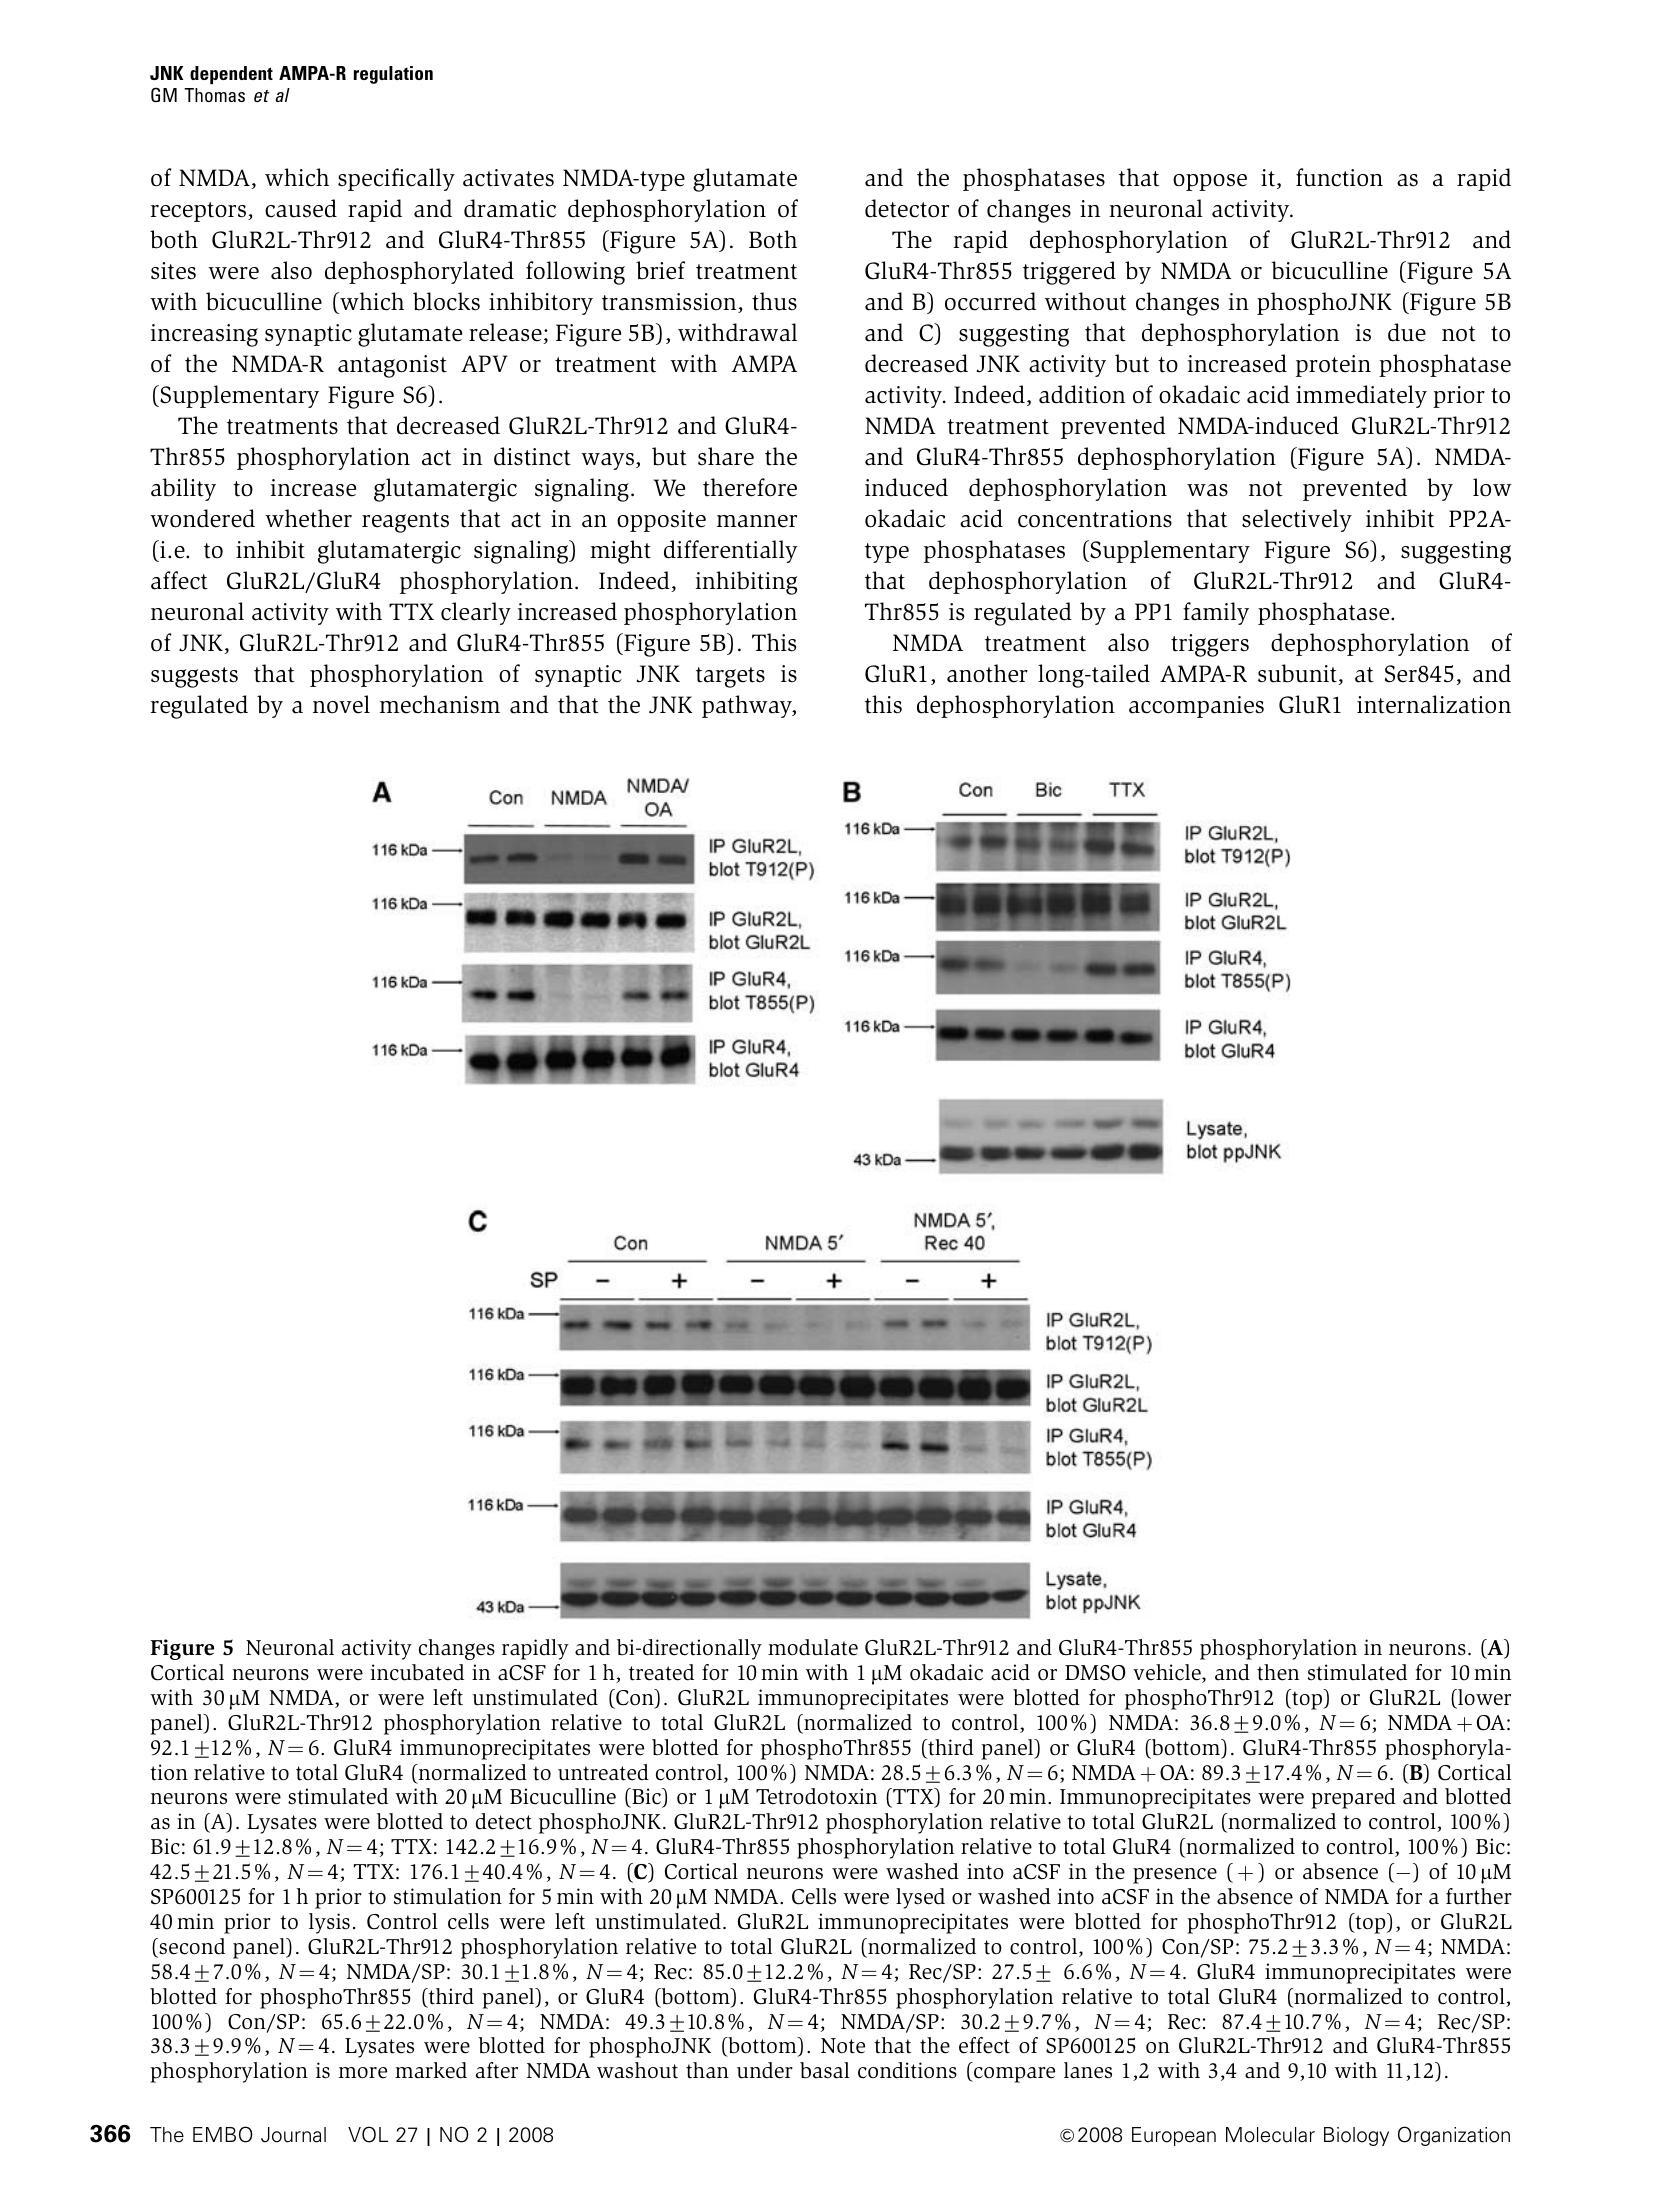 JNK dependent AMPA-R regulation
GM Thomas et al
of NMDA, which specifically activates NMDA-type glutamate
receptors, caused rapid and dramatic dephosphorylation of
both GluR2L-Thr912 and GluR4-Thr855 (Figure 5A). Both
sites were also dephosphorylated following brief treatment
with bicuculline (which blocks inhibitory transmission, thus
increasing synaptic glutamate release; Figure 5B), withdrawal
of the NMDA-R antagonist APV or treatment with AMPA
(Supplementary Figure S6).
The treatments that decreased GluR2L-Thr912 and GluR4-
Thr855 phosphorylation act in distinct ways, but share the
ability to increase glutamatergic signaling. We therefore
wondered whether reagents that act in an opposite manner
(i.e. to inhibit glutamatergic signaling) might differentially
affect GluR2L/GluR4 phosphorylation. Indeed, inhibiting
neuronal activity with TTX clearly increased phosphorylation
of JNK, GluR2L-Thr912 and GluR4-Thr855 (Figure 5B). This
suggests that phosphorylation of synaptic JNK targets is
regulated by a novel mechanism and that the JNK pathway,
and the phosphatases that oppose it, function as a rapid
detector of changes in neuronal activity.
The rapid dephosphorylation of GluR2L-Thr912 and
GluR4-Thr855 triggered by NMDA or bicuculline (Figure 5A
and B) occurred without changes in phosphoJNK (Figure 5B
and C) suggesting that dephosphorylation is due not to
decreased JNK activity but to increased protein phosphatase
activity. Indeed, addition of okadaic acid immediately prior to
NMDA treatment prevented NMDA-induced GluR2L-Thr912
and GluR4-Thr855 dephosphorylation (Figure 5A). NMDA-
induced dephosphorylation was not prevented by low
okadaic acid concentrations that selectively inhibit PP2A-
type phosphatases (Supplementary Figure S6), suggesting
that dephosphorylation of GluR2L-Thr912 and GluR4-
Thr855 is regulated by a PP1 family phosphatase.
NMDA treatment also triggers dephosphorylation of
GluR1, another long-tailed AMPA-R subunit, at Ser845, and
this dephosphorylation accompanies GluR1 internalization
A
Con NMDA NMDA/
OA
116 kDa
IP GluR2L,
blot T912(P)
116 kDa
IP GluR2L,
blot GluR2L
116 kDa
IP GluR4,
blot T855(P)
116 kDa
IP GluR4,
blot GluR4
B
Con Bic TTX
116 kDa
IP GluR2L,
blot T912(P)
116 kDa
IP GluR2L,
blot GluR2L
116 kDa
IP GluR4,
blot T855(P)
116 kDa
IP GluR4,
blot GluR4
Lysate,
blot ppJNK
43 kDa
C
Con NMDA 5′ NMDA 5′,
Rec 40
SP − + − + − +
116 kDa
IP GluR2L,
blot T912(P)
116 kDa
IP GluR2L,
blot GluR2L
116 kDa
IP GluR4,
blot T855(P)
116 kDa
IP GluR4,
blot GluR4
Lysate,
blot ppJNK
43 kDa
Figure 5 Neuronal activity changes rapidly and bi-directionally modulate GluR2L-Thr912 and GluR4-Thr855 phosphorylation in neurons. (A)
Cortical neurons were incubated in aCSF for 1 h, treated for 10 min with 1 μM okadaic acid or DMSO vehicle, and then stimulated for 10 min
with 30 μM NMDA, or were left unstimulated (Con). GluR2L immunoprecipitates were blotted for phosphoThr912 (top) or GluR2L (lower
panel). GluR2L-Thr912 phosphorylation relative to total GluR2L (normalized to control, 100%) NMDA: 36.8±9.0%, N=6; NMDA+OA:
92.1±12%, N=6. GluR4 immunoprecipitates were blotted for phosphoThr855 (third panel) or GluR4 (bottom). GluR4-Thr855 phosphoryla-
tion relative to total GluR4 (normalized to untreated control, 100%) NMDA: 28.5±6.3%, N=6; NMDA+OA: 89.3±17.4%, N=6. (B) Cortical
neurons were stimulated with 20 μM Bicuculline (Bic) or 1 μM Tetrodotoxin (TTX) for 20 min. Immunoprecipitates were prepared and blotted
as in (A). Lysates were blotted to detect phosphoJNK. GluR2L-Thr912 phosphorylation relative to total GluR2L (normalized to control, 100%)
Bic: 61.9±12.8%, N=4; TTX: 142.2±16.9%, N=4. GluR4-Thr855 phosphorylation relative to total GluR4 (normalized to control, 100%) Bic:
42.5±21.5%, N=4; TTX: 176.1±40.4%, N=4. (C) Cortical neurons were washed into aCSF in the presence (+) or absence (−) of 10 μM
SP600125 for 1 h prior to stimulation for 5 min with 20 μM NMDA. Cells were lysed or washed into aCSF in the absence of NMDA for a further
40 min prior to lysis. Control cells were left unstimulated. GluR2L immunoprecipitates were blotted for phosphoThr912 (top), or GluR2L
(second panel). GluR2L-Thr912 phosphorylation relative to total GluR2L (normalized to control, 100%) Con/SP: 75.2±3.3%, N=4; NMDA:
58.4±7.0%, N=4; NMDA/SP: 30.1±1.8%, N=4; Rec: 85.0±12.2%, N=4; Rec/SP: 27.5± 6.6%, N=4. GluR4 immunoprecipitates were
blotted for phosphoThr855 (third panel), or GluR4 (bottom). GluR4-Thr855 phosphorylation relative to total GluR4 (normalized to control,
100%) Con/SP: 65.6±22.0%, N=4; NMDA: 49.3±10.8%, N=4; NMDA/SP: 30.2±9.7%, N=4; Rec: 87.4±10.7%, N=4; Rec/SP:
38.3±9.9%, N=4. Lysates were blotted for phosphoJNK (bottom). Note that the effect of SP600125 on GluR2L-Thr912 and GluR4-Thr855
phosphorylation is more marked after NMDA washout than under basal conditions (compare lanes 1,2 with 3,4 and 9,10 with 11,12).
366 The EMBO Journal VOL 27 | NO 2 | 2008
©2008 European Molecular Biology Organization